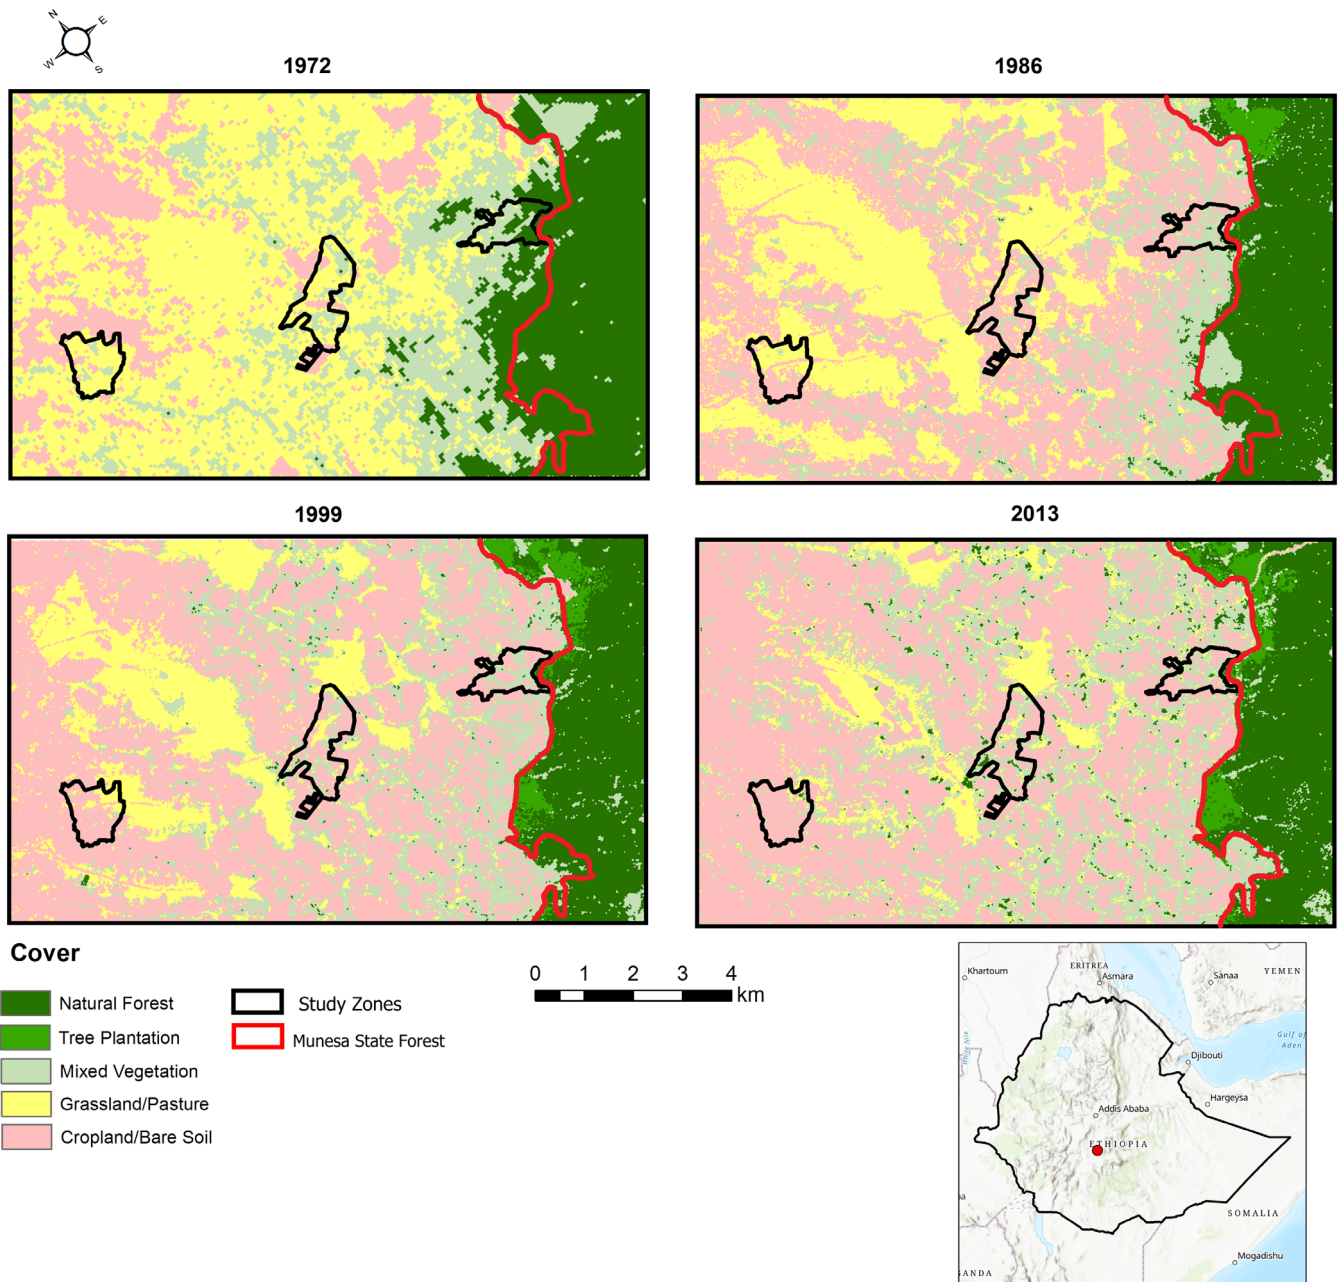 N
E
W
S
1972
1986
1999
2013
Cover
Natural Forest
Tree Plantation
Mixed Vegetation
Grassland/Pasture
Cropland/Bare Soil
Study Zones
Munesa State Forest
0 1 2 3 4
km
Khartoum
ERITREA
Asmara
Sanaa
YEMEN
White Nile
Gulf of
Aden
Djibouti
Hargeysa
Addis Ababa
ETHIOPIA
SOMALIA
Mogadishu
ANDA